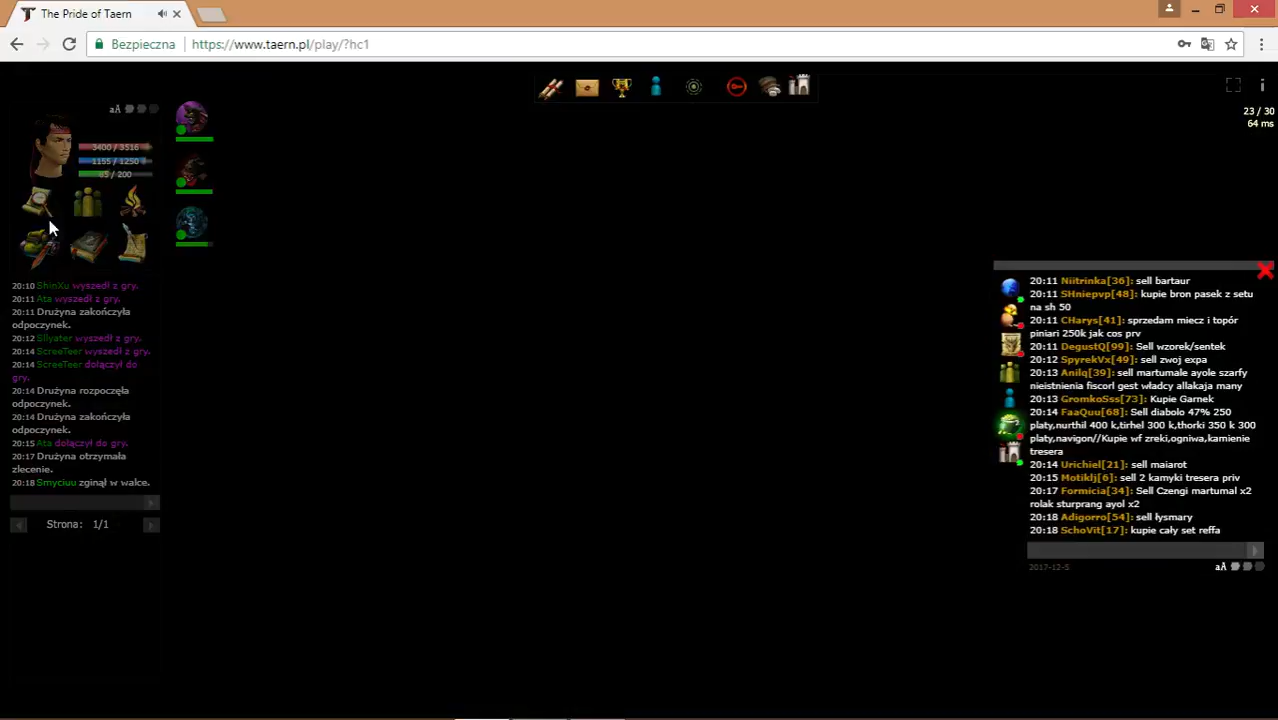 The Pride of Taern
Bezpieczna
https://www.taern.pl/play/?hc1
23 / 30
64 ms
aA
3400 / 3516
1155 / 1250
85 / 200
20:10 ShinXu wyszedł z gry.
20:11 Ata wyszedł z gry.
20:11 Drużyna zakończyła
odpoczynek.
20:12 Ellyater wyszedł z gry.
20:14 ScreeTeer wyszedł z gry.
20:14 ScreeTeer dołączył do
gry.
20:14 Drużyna rozpoczęła
odpoczynek.
20:14 Drużyna zakończyła
odpoczynek.
20:15 Ata dołączył do gry.
20:17 Drużyna otrzymała
zlecenie.
20:18 Smyciuu zginął w walce.
Strona: 1/1
20:11 Niitrinka[36]: sell bartaur
20:11 SHniepvp[48]: kupie bron pasek z setu
na sh 50
20:11 CHarys[41]: sprzedam miecz i topór
piniari 250k jak cos prv
20:11 DegustQ[99]: Sell wzorek/sentek
20:12 SpyrekVx[49]: sell zwoj expa
20:13 Anilq[39]: sell martumale ayole szarfy
nieistnienia fiscorl gest władcy allakaja many
20:13 GromkoSss[73]: Kupie Garnek
20:14 FaaQuu[68]: Sell diabolo 47% 250
platy,nurthil 400 k,tirhel 300 k,thorki 350 k 300
platy,navigon//Kupie wf zreki,ogniwa,kamienie
tresera
20:14 Urichiel[21]: sell maiarot
20:15 Motiklj[6]: sell 2 kamyki tresera priv
20:17 Formicia[34]: Sell Czengi martumal x2
rolak sturprang ayol x2
20:18 Adigorro[54]: sell łysmary
20:18 SchoVit[17]: kupie cały set reffa
2017-12-5
aA